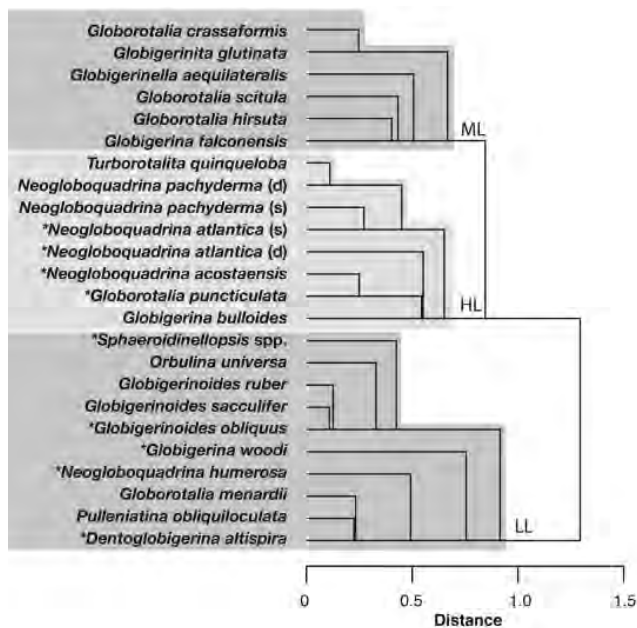 Globorotalia crassaformis
Globigerinita glutinata
Globigerinella aequilateralis
Globorotalia scitula
Globorotalia hirsuta
Globigerina falconensis
ML
Turborotalita quinqueloba
Neogloboquadrina pachyderma (d)
Neogloboquadrina pachyderma (s)
*Neogloboquadrina atlantica (s)
*Neogloboquadrina atlantica (d)
*Neogloboquadrina acostaensis
*Globorotalia puncticulata
Globigerina bulloides
HL
*Sphaeroidinellopsis spp.
Orbulina universa
Globigerinoides ruber
Globigerinoides sacculifer
*Globigerinoides obliquus
*Globigerina woodi
*Neogloboquadrina humerosa
Globorotalia menardii
Pulleniatina obliquiloculata
*Dentoglobigerina altispira
LL
0 0.5 1.0 1.5
Distance